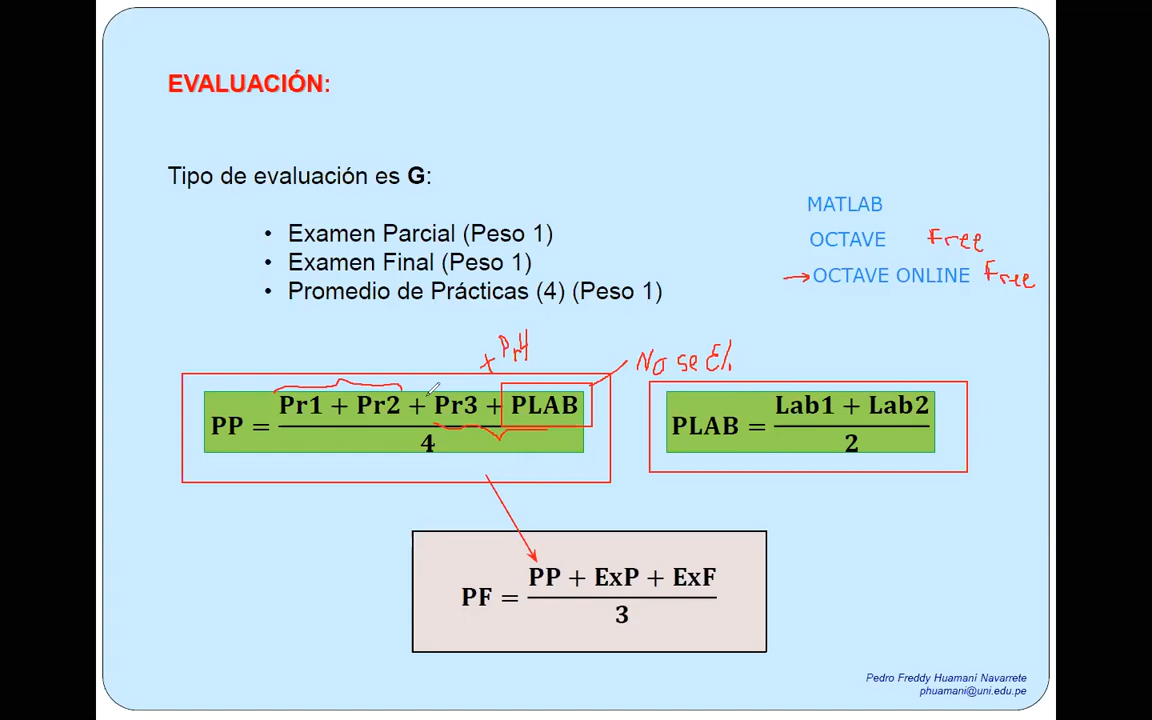 EVALUACIÓN:
Tipo de evaluación es G:
• Examen Parcial (Peso 1)
• Examen Final (Peso 1)
• Promedio de Prácticas (4) (Peso 1)
MATLAB
OCTAVE Free
→OCTAVE ONLINE Free
+ Pr4
No se
PP = (Pr1 + Pr2 + Pr3 + PLAB) / 4
PLAB = (Lab1 + Lab2) / 2
PF = (PP + ExP + ExF) / 3
Pedro Freddy Huamaní Navarrete
phuamani@uni.edu.pe